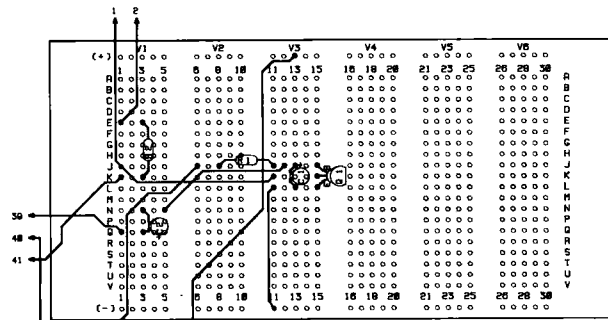 1 2
V1 V2 V3 V4 V5 V6
(+)
1 3 5 6 8 10 11 13 15 16 18 20 21 23 25 26 28 30
A A
B B
C C
D D
E E
F F
G G
H H
J J
K K
L L
M M
N N
P P
Q Q
R R
S S
T T
U U
V V
1 3 5 6 8 10 11 13 15 16 18 20 21 23 25 26 28 30
(-)
39
40
41